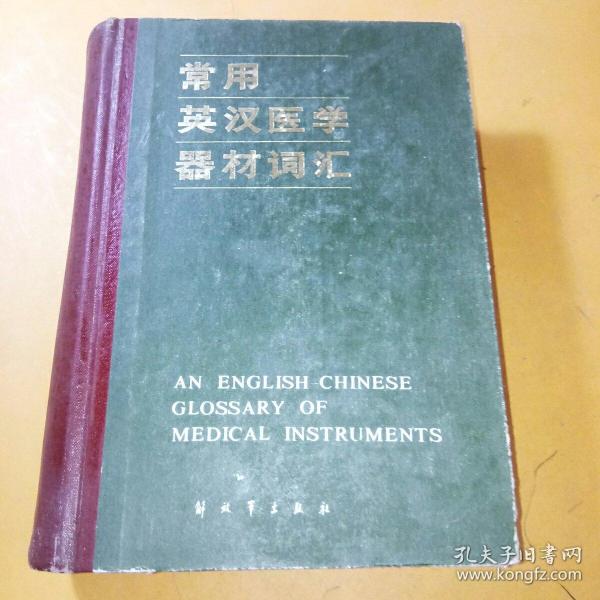 常用
英汉医学
器材词汇
AN ENGLISH-CHINESE
GLOSSARY OF
MEDICAL INSTRUMENTS
解放军出版社
孔夫子旧书网
www.kongfz.com